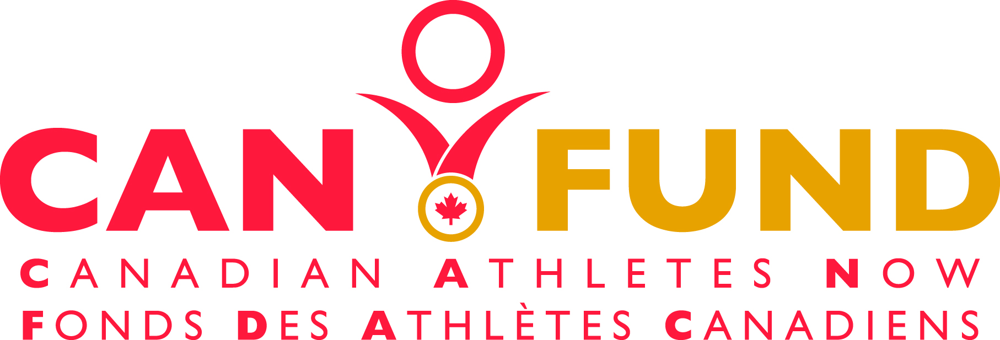 CAN FUND
CANADIAN ATHLETES NOW
FONDS DES ATHLÈTES CANADIENS